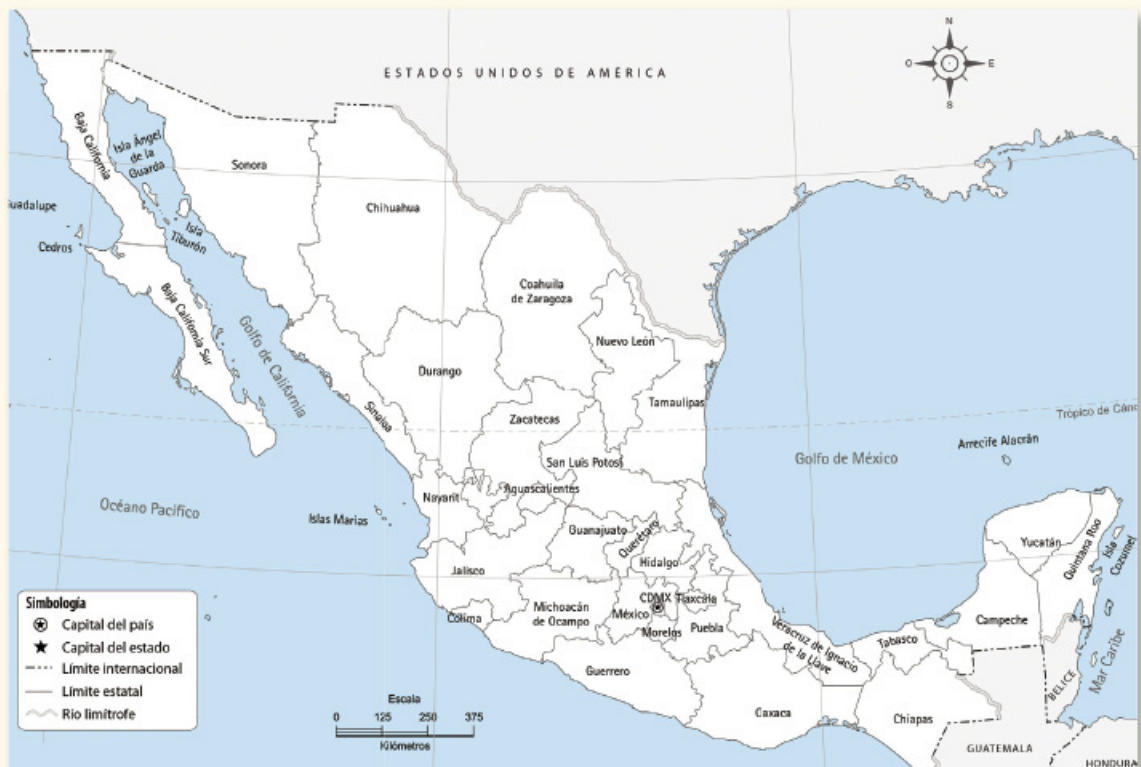 N
O
E
S
ESTADOS UNIDOS DE AMÉRICA
Baja California
Isla Ángel
de la
Guarda
Sonora
Chihuahua
Guadalupe
Cedros
Isla
Tiburón
Coahuila
de Zaragoza
Baja California Sur
Golfo de California
Nuevo León
Durango
Sinaloa
Zacatecas
Tamaulipas
Trópico de Cánc
Arrecife Alacrán
Golfo de México
San Luis Potosí
Aguascalientes
Nayarit
Océano Pacífico
Islas Marias
Guanajuato
Querétaro
Hidalgo
Yucatán
Quintana Roo
Isla
Cozumel
Jalisco
Michoacán
de Ocampo
Colima
México
CDMX
Tlaxcala
Morelos
Puebla
Veracruz de Ignacio
de la Llave
Tabasco
Campeche
Guerrero
Oaxaca
Chiapas
BELICE
Mar Caribe
GUATEMALA
HONDURA
Simbología
Capital del país
Capital del estado
Límite internacional
Límite estatal
Río limítrofe
Escala
0 125 250 375
Kilómetros